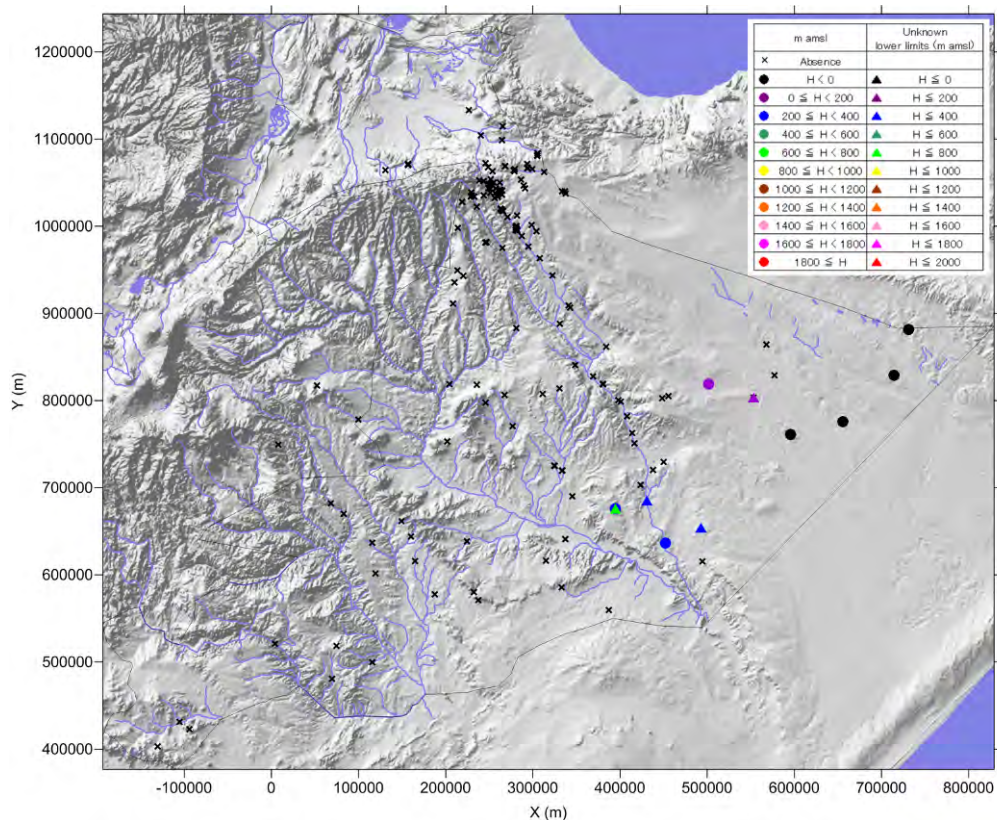 m amsl Unknown lower limits (m amsl)
× Absence
H < 0 H ≦ 0
0 ≦ H < 200 H ≦ 200
200 ≦ H < 400 H ≦ 400
400 ≦ H < 600 H ≦ 600
600 ≦ H < 800 H ≦ 800
800 ≦ H < 1000 H ≦ 1000
1000 ≦ H < 1200 H ≦ 1200
1200 ≦ H < 1400 H ≦ 1400
1400 ≦ H < 1600 H ≦ 1600
1600 ≦ H < 1800 H ≦ 1800
1800 ≦ H H ≦ 2000
1200000
1100000
1000000
900000
800000
700000
600000
500000
400000
Y (m)
-100000 0 100000 200000 300000 400000 500000 600000 700000 800000
X (m)